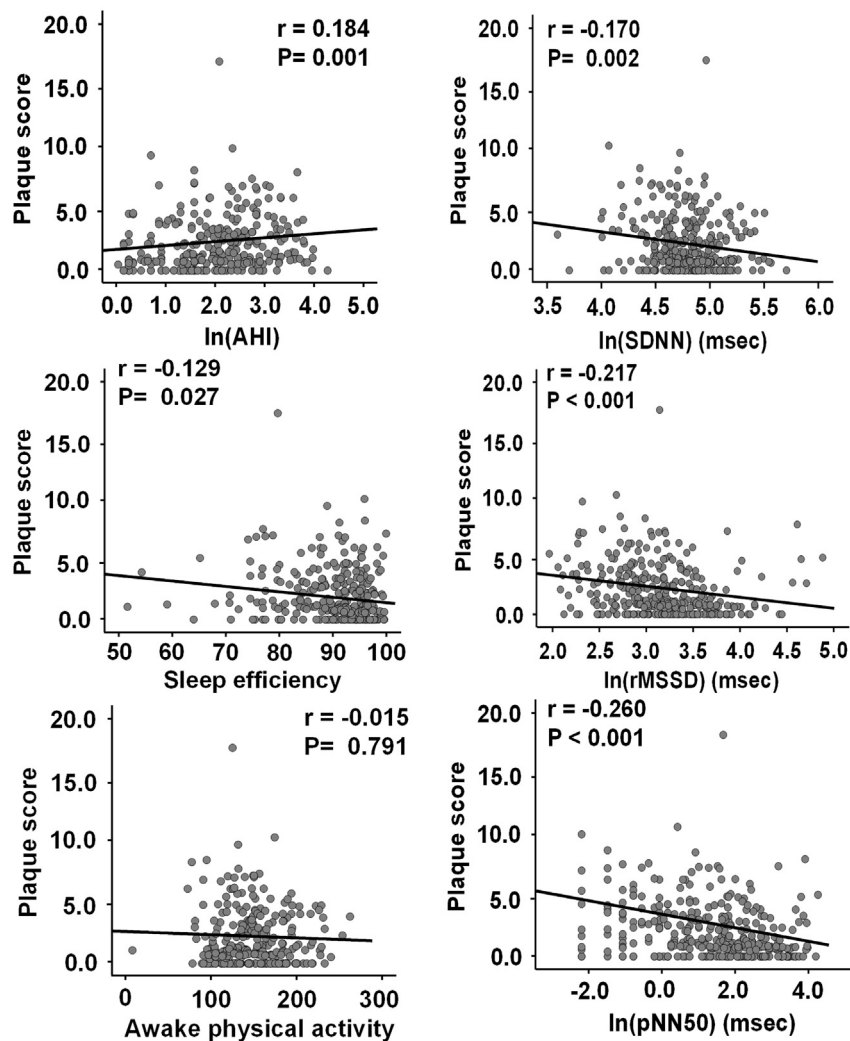 r = 0.184
P= 0.001
Plaque score
20.0
15.0
10.0
5.0
0.0
0.0 1.0 2.0 3.0 4.0 5.0
ln(AHI)
r = -0.170
P= 0.002
Plaque score
20.0
15.0
10.0
5.0
0.0
3.5 4.0 4.5 5.0 5.5 6.0
ln(SDNN) (msec)
r = -0.129
P= 0.027
Plaque score
20.0
15.0
10.0
5.0
0.0
50 60 70 80 90 100
Sleep efficiency
r = -0.217
P < 0.001
Plaque score
20.0
15.0
10.0
5.0
0.0
2.0 2.5 3.0 3.5 4.0 4.5 5.0
ln(rMSSD) (msec)
r = -0.015
P= 0.791
Plaque score
20.0
15.0
10.0
5.0
0.0
0 100 200 300
Awake physical activity
r = -0.260
P < 0.001
Plaque score
20.0
15.0
10.0
5.0
0.0
-2.0 0.0 2.0 4.0
ln(pNN50) (msec)